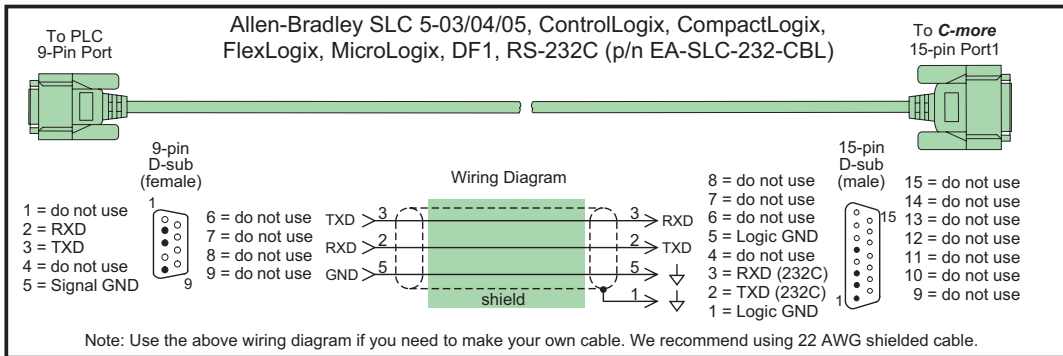 Allen-Bradley SLC 5-03/04/05, ControlLogix, CompactLogix,
FlexLogix, MicroLogix, DF1, RS-232C (p/n EA-SLC-232-CBL)
To PLC
9-Pin Port
To C-more
15-pin Port1
9-pin
D-sub
(female)
1
9
1 = do not use
2 = RXD
3 = TXD
4 = do not use
5 = Signal GND
6 = do not use
7 = do not use
8 = do not use
9 = do not use
Wiring Diagram
TXD 3 3 RXD
RXD 2 2 TXD
GND 5 5
1
shield
8 = do not use
7 = do not use
6 = do not use
5 = Logic GND
4 = do not use
3 = RXD (232C)
2 = TXD (232C)
1 = Logic GND
15-pin
D-sub
(male)
15
1
15 = do not use
14 = do not use
13 = do not use
12 = do not use
11 = do not use
10 = do not use
9 = do not use
Note: Use the above wiring diagram if you need to make your own cable. We recommend using 22 AWG shielded cable.